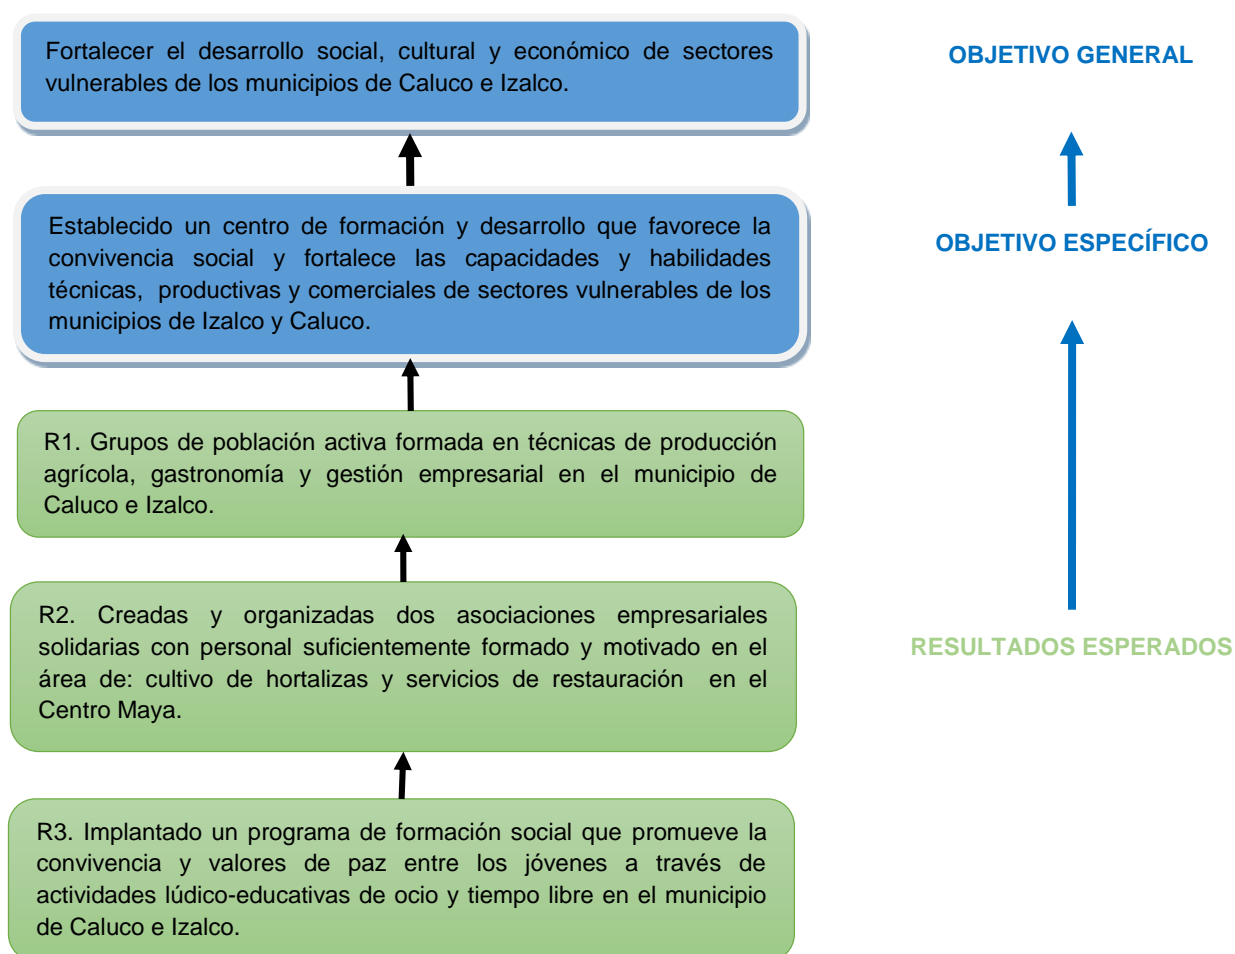 Fortalecer el desarrollo social, cultural y económico de sectores
vulnerables de los municipios de Caluco e Izalco.
OBJETIVO GENERAL
Establecido un centro de formación y desarrollo que favorece la
convivencia social y fortalece las capacidades y habilidades
técnicas, productivas y comerciales de sectores vulnerables de los
municipios de Izalco y Caluco.
OBJETIVO ESPECÍFICO
R1. Grupos de población activa formada en técnicas de producción
agrícola, gastronomía y gestión empresarial en el municipio de
Caluco e Izalco.
R2. Creadas y organizadas dos asociaciones empresariales
solidarias con personal suficientemente formado y motivado en el
área de: cultivo de hortalizas y servicios de restauración en el
Centro Maya.
RESULTADOS ESPERADOS
R3. Implantado un programa de formación social que promueve la
convivencia y valores de paz entre los jóvenes a través de
actividades lúdico-educativas de ocio y tiempo libre en el municipio
de Caluco e Izalco.